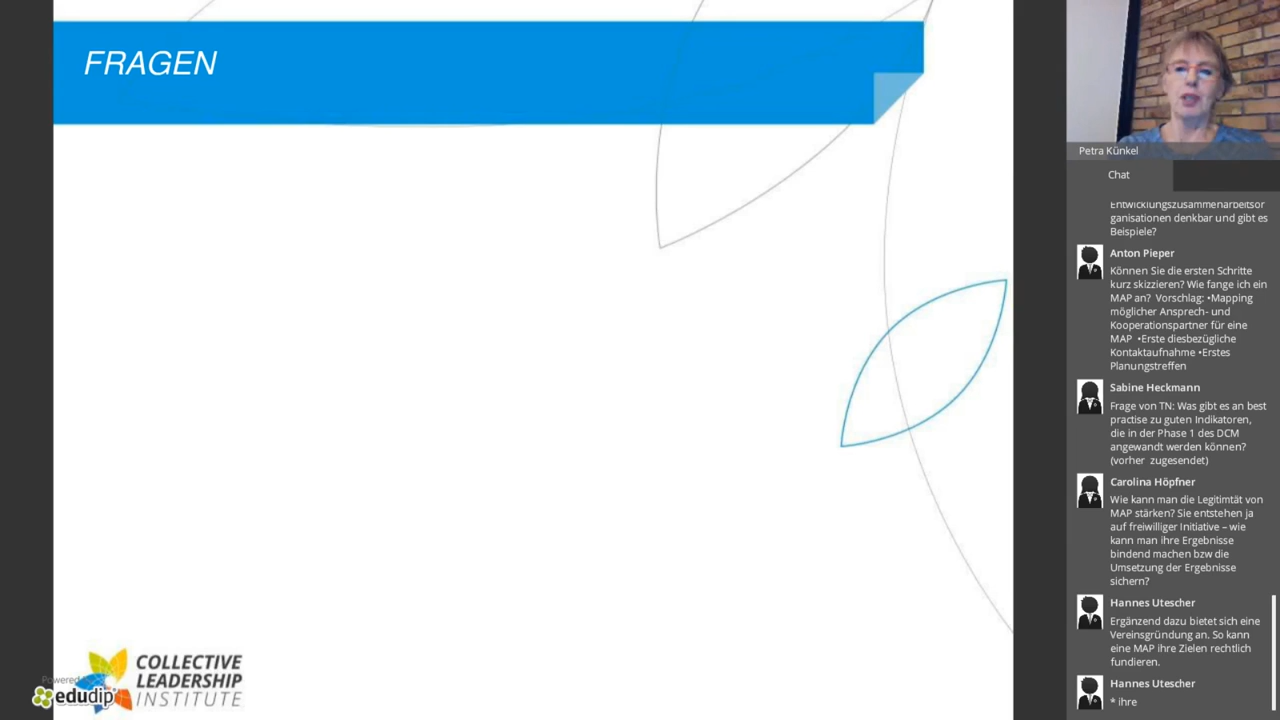 FRAGEN
COLLECTIVE
LEADERSHIP
INSTITUTE
Powered
edudip
Petra Künkel
Chat
Entwicklungszusammenarbeitsor
ganisationen denkbar und gibt es
Beispiele?
Anton Pieper
Können Sie die ersten Schritte
kurz skizzieren? Wie fange ich ein
MAP an? Vorschlag: •Mapping
möglicher Ansprech- und
Kooperationspartner für eine
MAP •Erste diesbezügliche
Kontaktaufnahme •Erstes
Planungstreffen
Sabine Heckmann
Frage von TN: Was gibt es an best
practise zu guten Indikatoren,
die in der Phase 1 des DCM
angewandt werden können?
(vorher zugesendet)
Carolina Höpfner
Wie kann man die Legitimtät von
MAP stärken? Sie entstehen ja
auf freiwilliger Initiative – wie
kann man ihre Ergebnisse
bindend machen bzw die
Umsetzung der Ergebnisse
sichern?
Hannes Utescher
Ergänzend dazu bietet sich eine
Vereinsgründung an. So kann
eine MAP ihre Zielen rechtlich
fundieren.
Hannes Utescher
* ihre